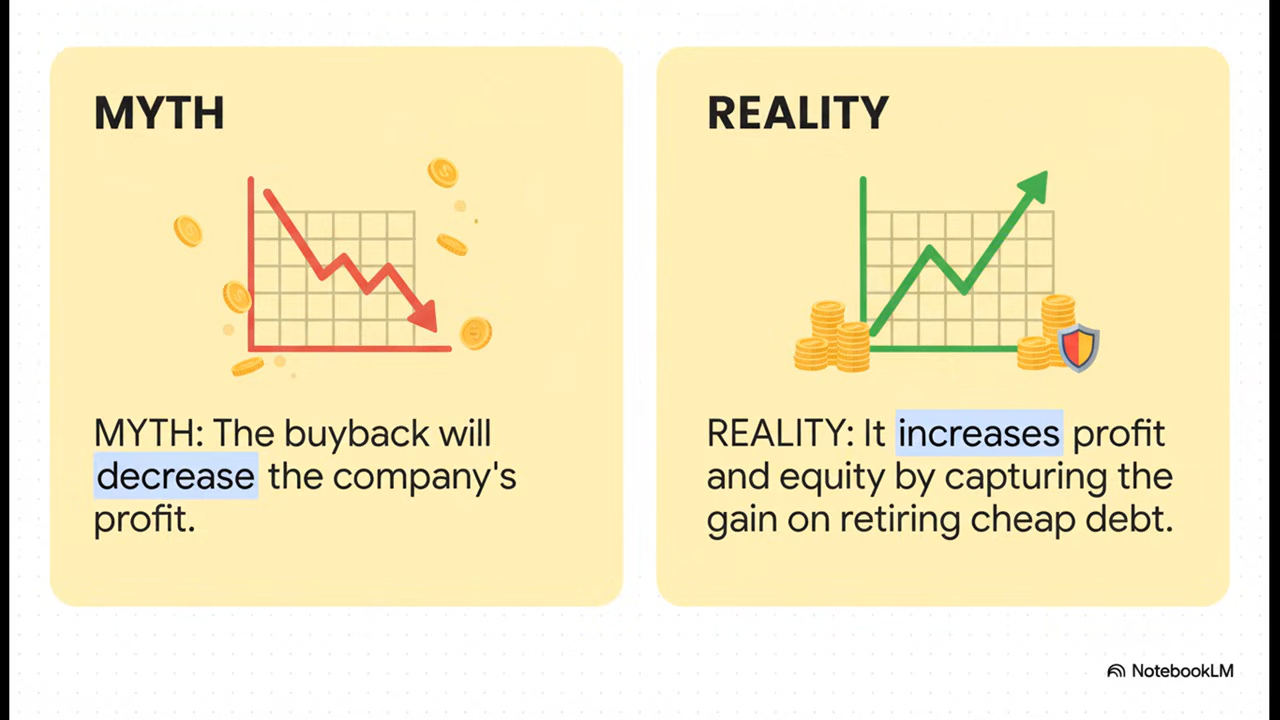 MYTH
MYTH: The buyback will
decrease the company's
profit.
REALITY
REALITY: It increases profit
and equity by capturing the
gain on retiring cheap debt.
NotebookLM